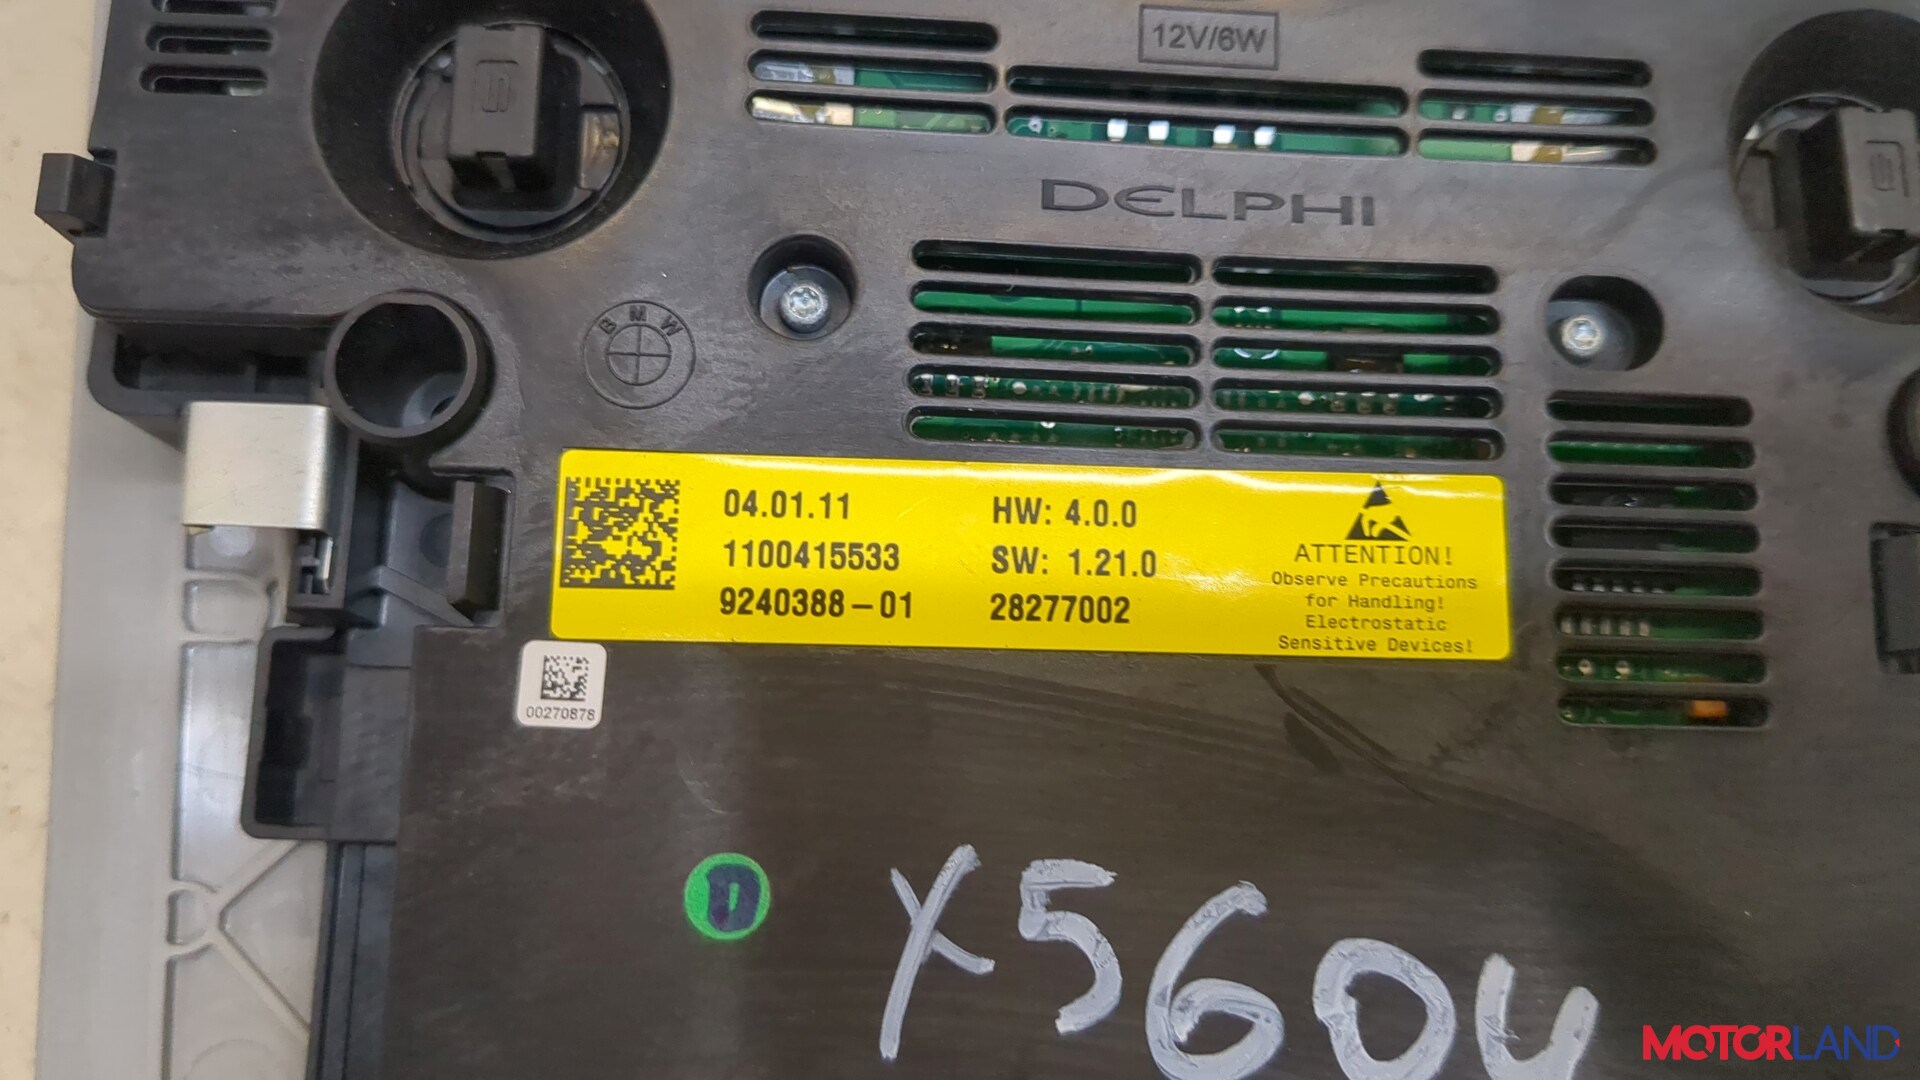 12V/6W
DELPHI
BMW
04.01.11
1100415533
9240388-01
HW: 4.0.0
SW: 1.21.0
28277002
ATTENTION!
Observe Precautions
for Handling!
Electrostatic
Sensitive Devices!
00270878
D
MOTORLAND